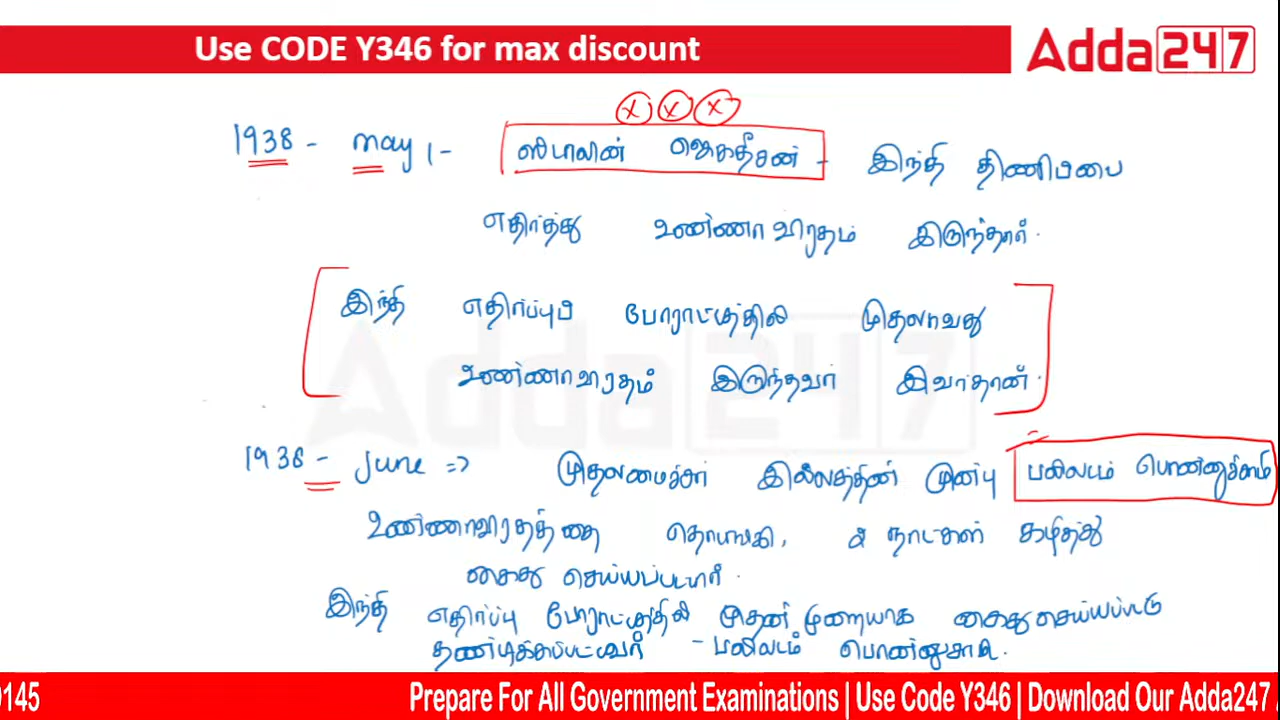 Use CODE Y346 for max discount
Adda247
1938 - may 1 - ஸ்டாலின் ஜெகதீசன் - இந்தி திணிப்பை
எதிர்த்து உண்ணாவிரதம் இருந்தார்.
இந்தி எதிர்ப்புப் போராட்டத்தில் முதலாவது
உண்ணாவிரதம் இருந்தவர் இவர்தான்.
1938 - June => முதலமைச்சர் இல்லத்தின் முன்பு பல்லடம் பொன்னுச்சாமி
உண்ணாவிரதத்தை தொடங்கி, 2 நாட்கள் கழித்து
கைது செய்யப்பட்டார்.
இந்தி எதிர்ப்பு போராட்டத்தில் முதன் முறையாக கைது செய்யப்பட்டு
தண்டிக்கப்பட்டவர் - பல்லடம் பொன்னுசாமி.
0145 Prepare For All Government Examinations | Use Code Y346 | Download Our Adda247